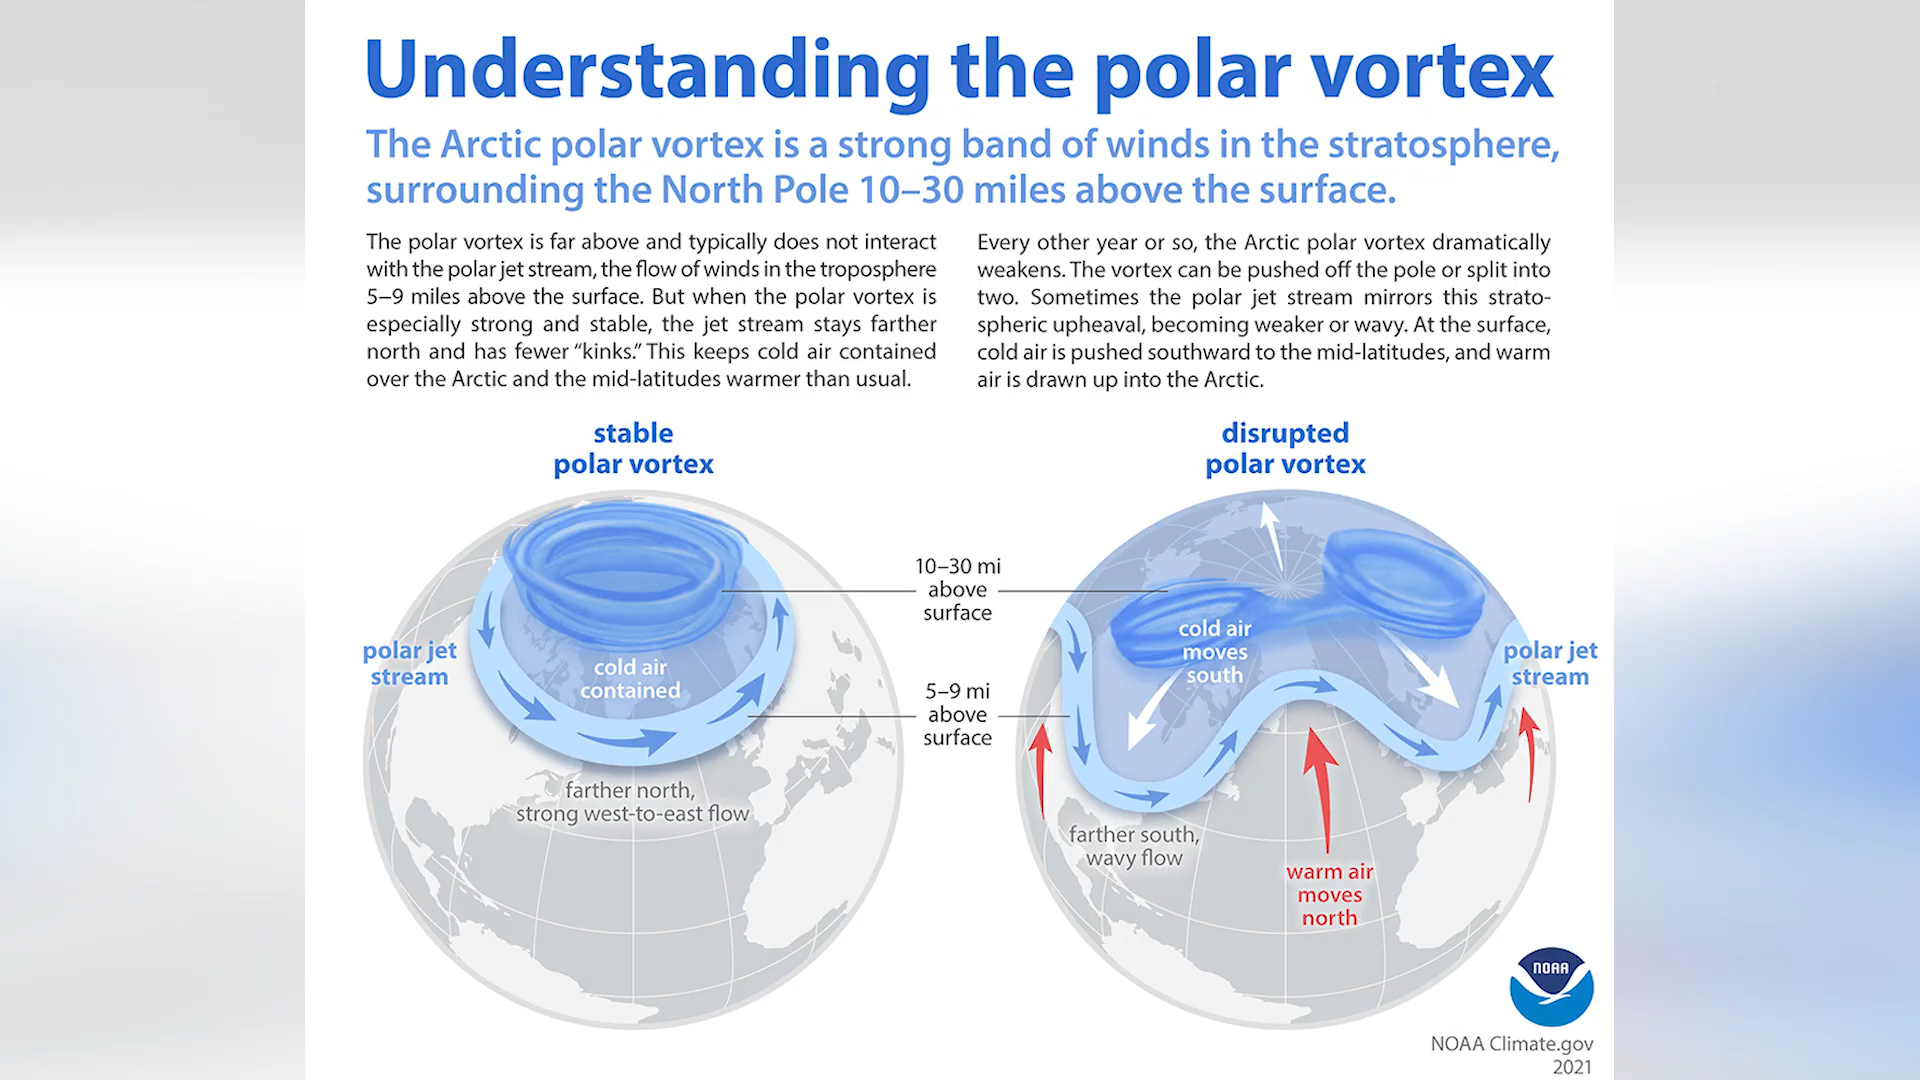 Understanding the polar vortex
The Arctic polar vortex is a strong band of winds in the stratosphere,
surrounding the North Pole 10–30 miles above the surface.
The polar vortex is far above and typically does not interact
with the polar jet stream, the flow of winds in the troposphere
5–9 miles above the surface. But when the polar vortex is
especially strong and stable, the jet stream stays farther
north and has fewer “kinks.” This keeps cold air contained
over the Arctic and the mid-latitudes warmer than usual.
Every other year or so, the Arctic polar vortex dramatically
weakens. The vortex can be pushed off the pole or split into
two. Sometimes the polar jet stream mirrors this strato-
spheric upheaval, becoming weaker or wavy. At the surface,
cold air is pushed southward to the mid-latitudes, and warm
air is drawn up into the Arctic.
stable
polar vortex
polar jet
stream
cold air
contained
farther north,
strong west-to-east flow
10–30 mi
above
surface
5–9 mi
above
surface
disrupted
polar vortex
cold air
moves
south
polar jet
stream
farther south,
wavy flow
warm air
moves
north
NOAA
NOAA Climate.gov
2021